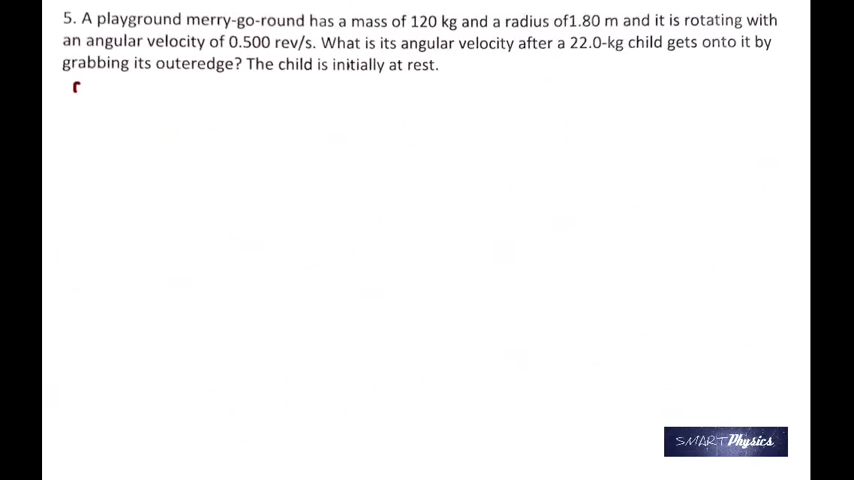 5. A playground merry-go-round has a mass of 120 kg and a radius of1.80 m and it is rotating with
an angular velocity of 0.500 rev/s. What is its angular velocity after a 22.0-kg child gets onto it by
grabbing its outeredge? The child is initially at rest.
SMARTPhysics